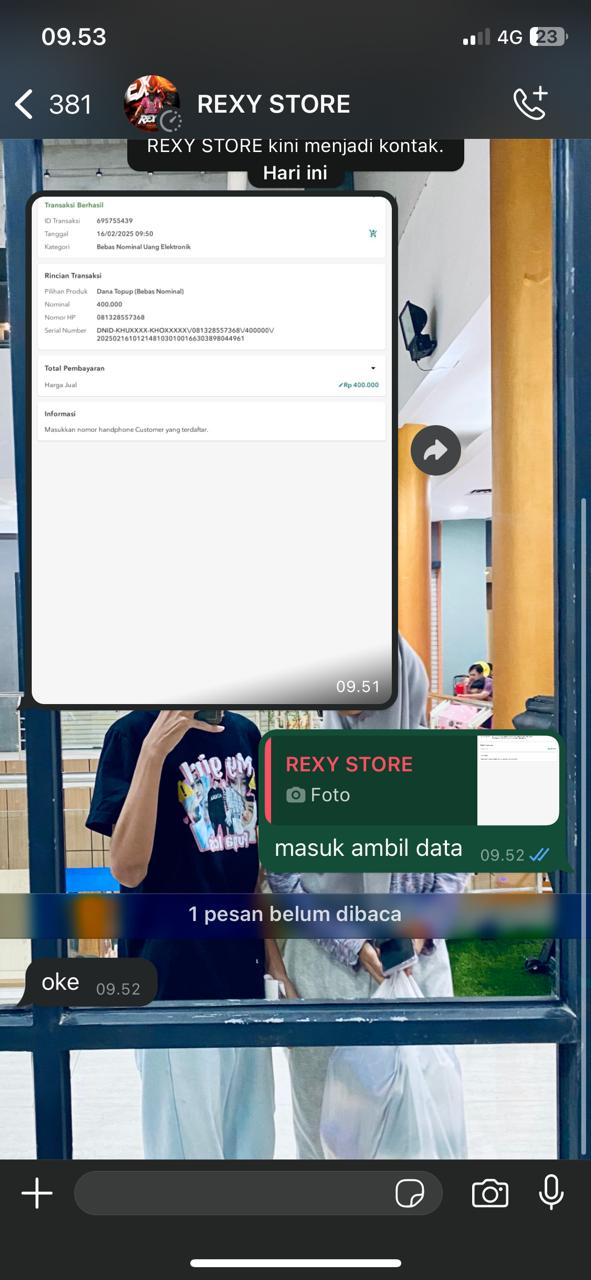 09.53
4G 23
381 REXY STORE
REXY STORE kini menjadi kontak.
Hari ini
Transaksi Berhasil
ID Transaksi 695755439
Tanggal 16/02/2025 09:50
Kategori Bebas Nominal Uang Elektronik
Rincian Transaksi
Pilihan Produk Dana Topup (Bebas Nominal)
Nominal 400.000
Nomor HP 081328557368
Serial Number DNID-KHUXXXX-KHOXXXXX\/081328557368\/400000\/
2025021610121481030100166303898044961
Total Pembayaran
Harga Jual Rp 400.000
Informasi
Masukkan nomor handphone Customer yang terdaftar.
09.51
REXY STORE
Foto
masuk ambil data 09.52
1 pesan belum dibaca
oke 09.52